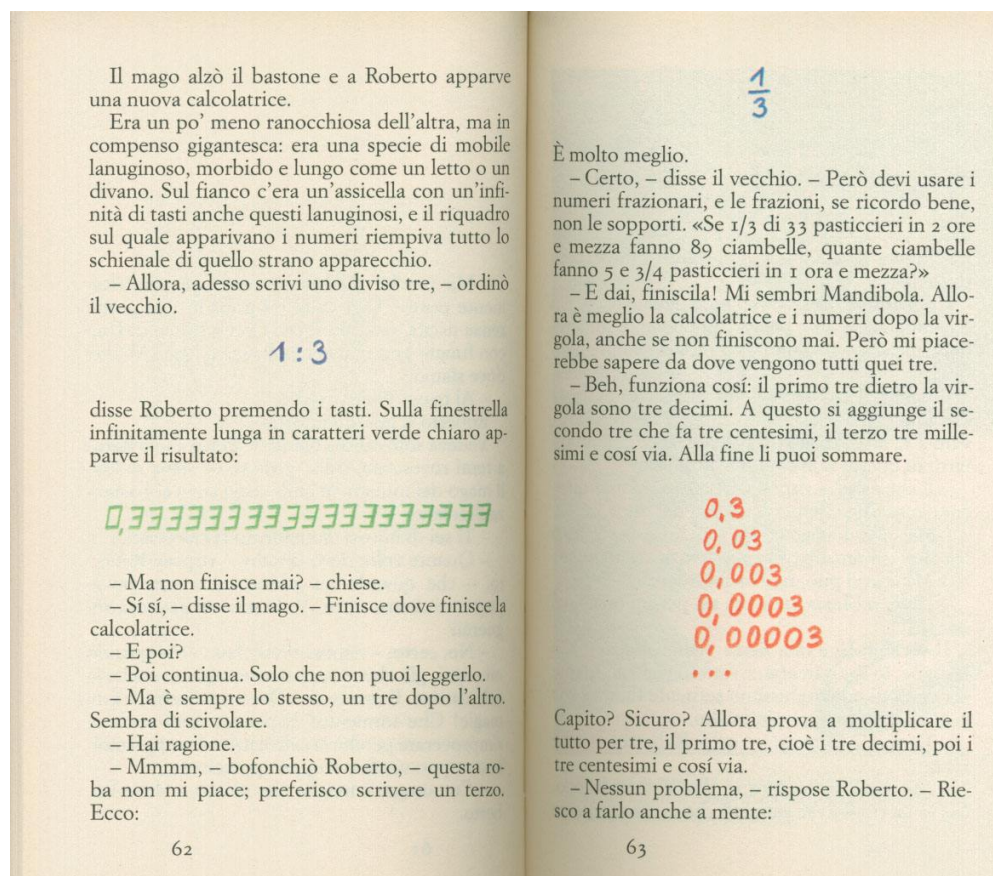 Il mago alzò il bastone e a Roberto apparve
una nuova calcolatrice.
Era un po' meno ranocchiosa dell'altra, ma in
compenso gigantesca: era una specie di mobile
lanuginoso, morbido e lungo come un letto o un
divano. Sul fianco c'era un'assicella con un'infi-
nità di tasti anche questi lanuginosi, e il riquadro
sul quale apparivano i numeri riempiva tutto lo
schienale di quello strano apparecchio.
– Allora, adesso scrivi uno diviso tre, – ordinò
il vecchio.
1:3
disse Roberto premendo i tasti. Sulla finestrella
infinitamente lunga in caratteri verde chiaro ap-
parve il risultato:
0,333333333333333333333
– Ma non finisce mai? – chiese.
– Sí sí, – disse il mago. – Finisce dove finisce la
calcolatrice.
– E poi?
– Poi continua. Solo che non puoi leggerlo.
– Ma è sempre lo stesso, un tre dopo l'altro.
Sembra di scivolare.
– Hai ragione.
– Mmmm, – bofonchiò Roberto, – questa ro-
ba non mi piace; preferisco scrivere un terzo.
Ecco:
62
1
3
È molto meglio.
– Certo, – disse il vecchio. – Però devi usare i
numeri frazionari, e le frazioni, se ricordo bene,
non le sopporti. «Se 1/3 di 33 pasticcieri in 2 ore
e mezza fanno 89 ciambelle, quante ciambelle
fanno 5 e 3/4 pasticcieri in 1 ora e mezza?»
– E dai, finiscila! Mi sembri Mandibola. Allo-
ra è meglio la calcolatrice e i numeri dopo la vir-
gola, anche se non finiscono mai. Però mi piace-
rebbe sapere da dove vengono tutti quei tre.
– Beh, funziona cosí: il primo tre dietro la vir-
gola sono tre decimi. A questo si aggiunge il se-
condo tre che fa tre centesimi, il terzo tre mille-
simi e cosí via. Alla fine li puoi sommare.
0,3
0,03
0,003
0,0003
0,00003
...
Capito? Sicuro? Allora prova a moltiplicare il
tutto per tre, il primo tre, cioè i tre decimi, poi i
tre centesimi e cosí via.
– Nessun problema, – rispose Roberto. – Rie-
sco a farlo anche a mente:
63